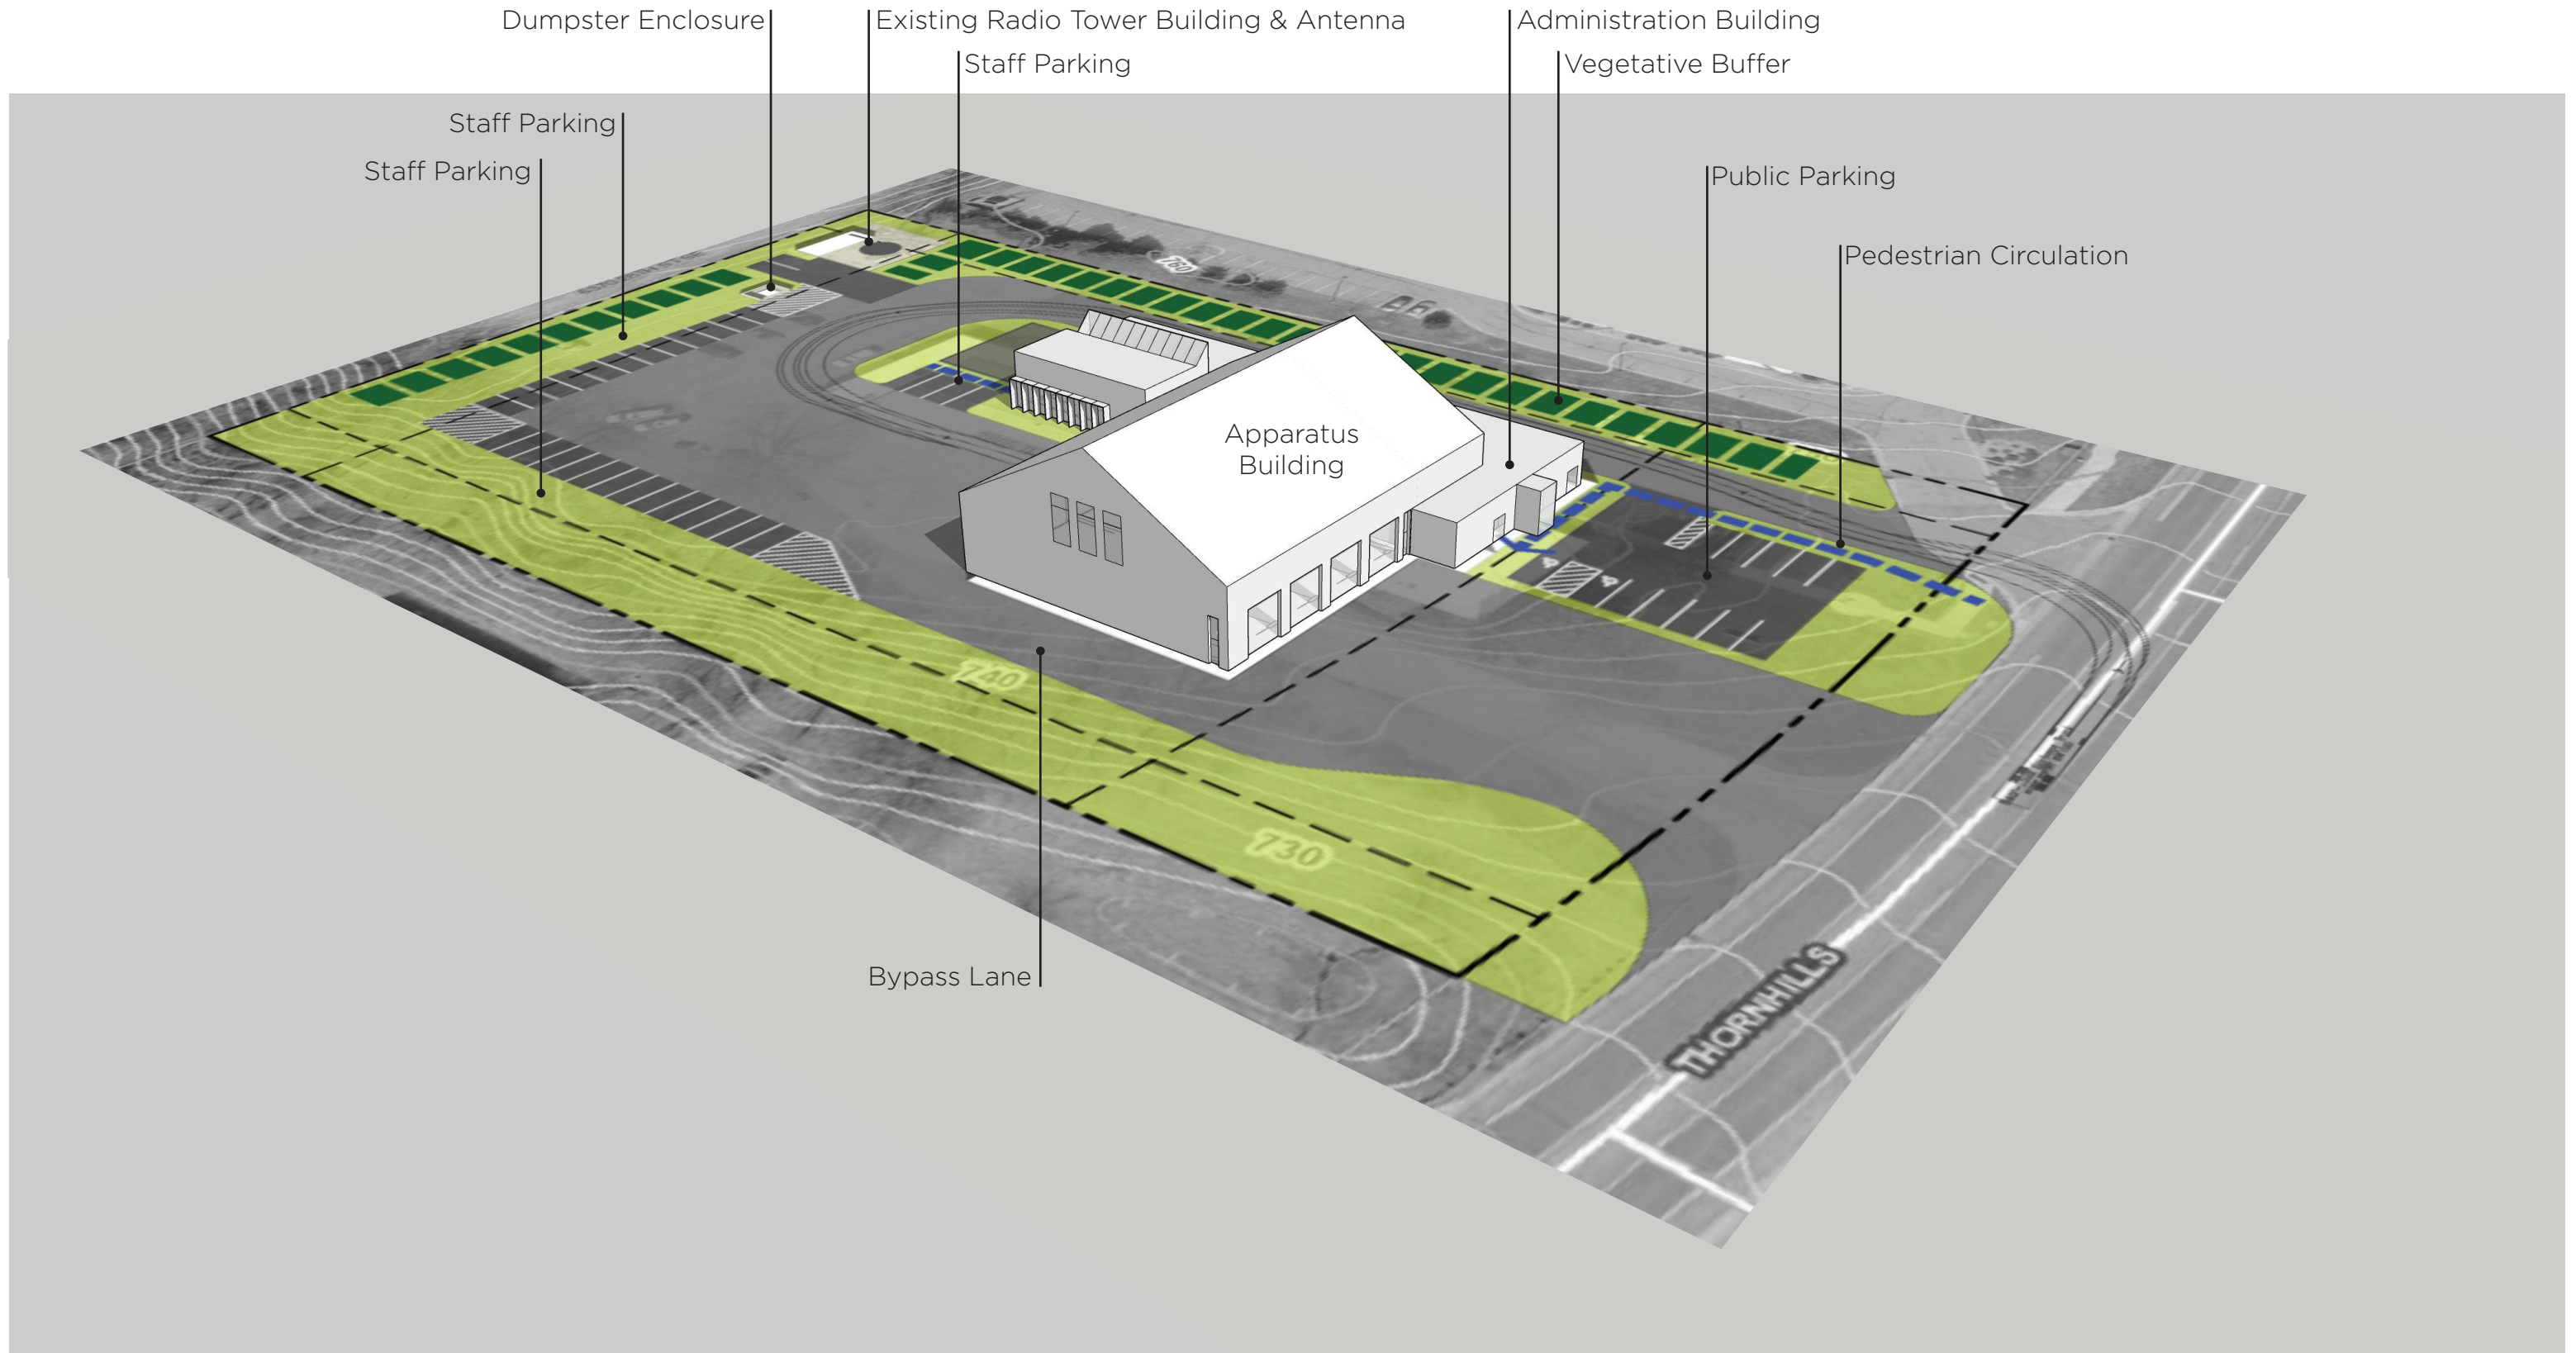 Dumpster Enclosure
Existing Radio Tower Building & Antenna
Administration Building
Staff Parking
Vegetative Buffer
Staff Parking
Staff Parking
Public Parking
Pedestrian Circulation
760
Apparatus
Building
740
730
Bypass Lane
THORNHILLS